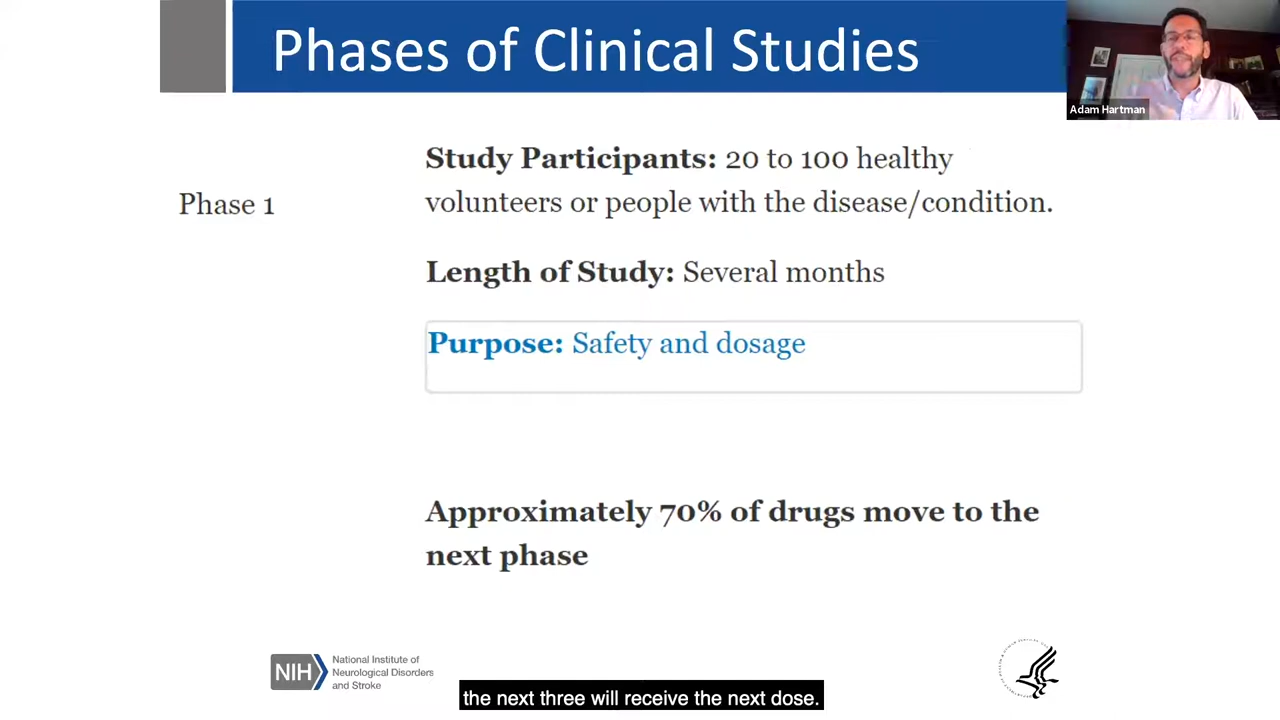 Phases of Clinical Studies
Adam Hartman
Study Participants: 20 to 100 healthy
Phase 1
volunteers or people with the disease/condition.
Length of Study: Several months
Purpose: Safety and dosage
Approximately 70% of drugs move to the
next phase
NIH
National Institute of
Neurological Disorders
and Stroke
the next three will receive the next dose.